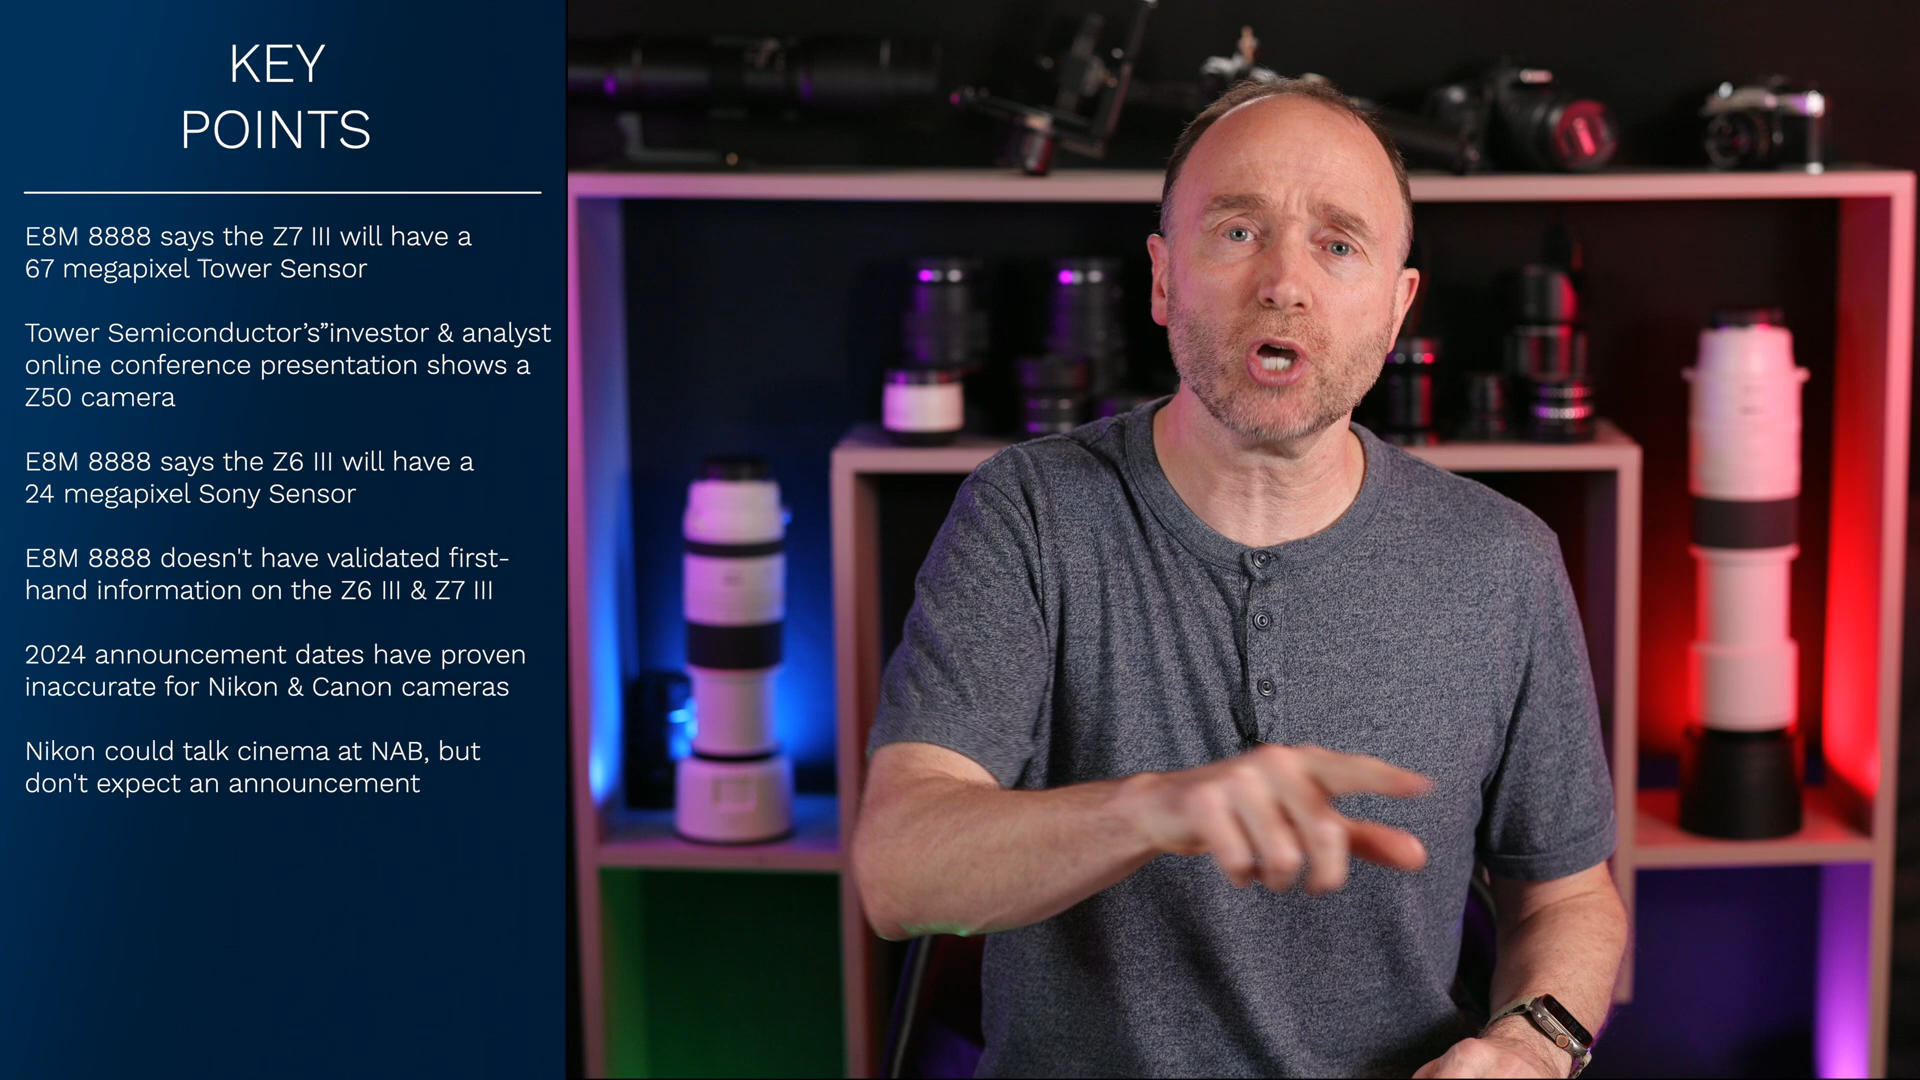 KEY
POINTS
E8M 8888 says the Z7 III will have a
67 megapixel Tower Sensor
Tower Semiconductor’s”investor & analyst
online conference presentation shows a
Z50 camera
E8M 8888 says the Z6 III will have a
24 megapixel Sony Sensor
E8M 8888 doesn't have validated first-
hand information on the Z6 III & Z7 III
2024 announcement dates have proven
inaccurate for Nikon & Canon cameras
Nikon could talk cinema at NAB, but
don't expect an announcement